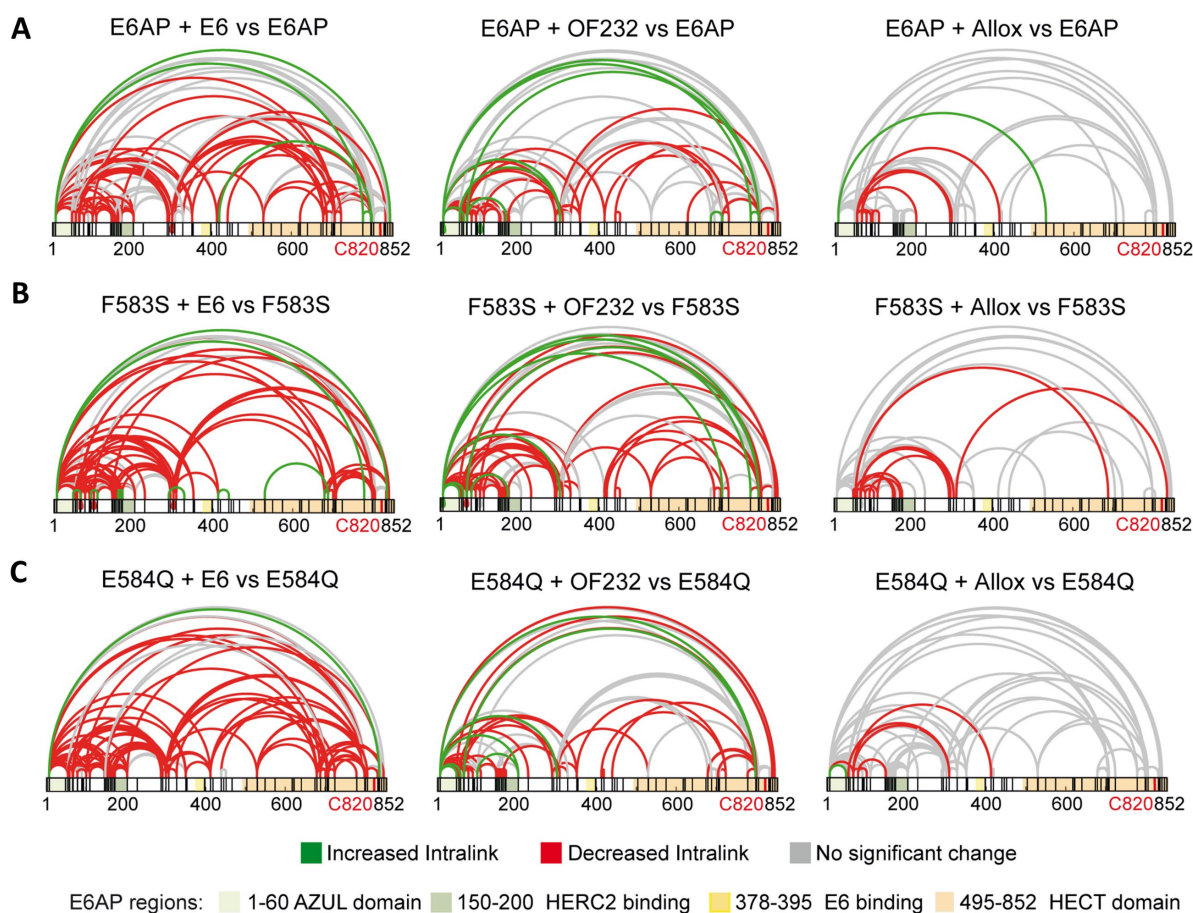 A
E6AP + E6 vs E6AP
E6AP + OF232 vs E6AP
E6AP + Allox vs E6AP
1 200 400 600 C820 852
1 200 400 600 C820 852
1 200 400 600 C820 852
B
F583S + E6 vs F583S
F583S + OF232 vs F583S
F583S + Allox vs F583S
1 200 400 600 C820 852
1 200 400 600 C820 852
1 200 400 600 C820 852
C
E584Q + E6 vs E584Q
E584Q + OF232 vs E584Q
E584Q + Allox vs E584Q
1 200 400 600 C820 852
1 200 400 600 C820 852
1 200 400 600 C820 852
Increased Intralink Decreased Intralink No significant change
E6AP regions: 1-60 AZUL domain 150-200 HERC2 binding 378-395 E6 binding 495-852 HECT domain